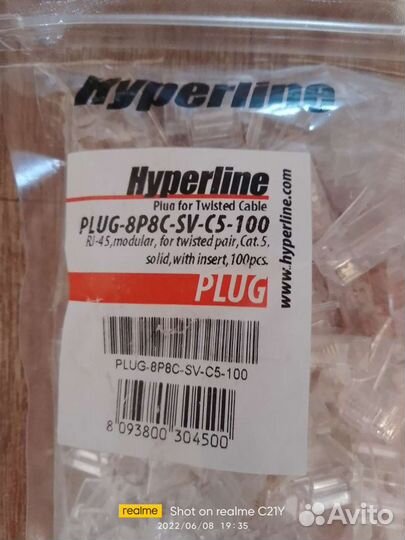 Hyperline
Hyperline
Plug for Twisted Cable
PLUG-8P8C-SV-C5-100
RJ-45, modular, for twisted pair, Cat.5,
solid, with insert, 100pcs.
PLUG
www.hyperline.com
PLUG-8P8C-SV-C5-100
8 093800 304500
realme
Shot on realme C21Y
2022/06/08 19:35
Avito